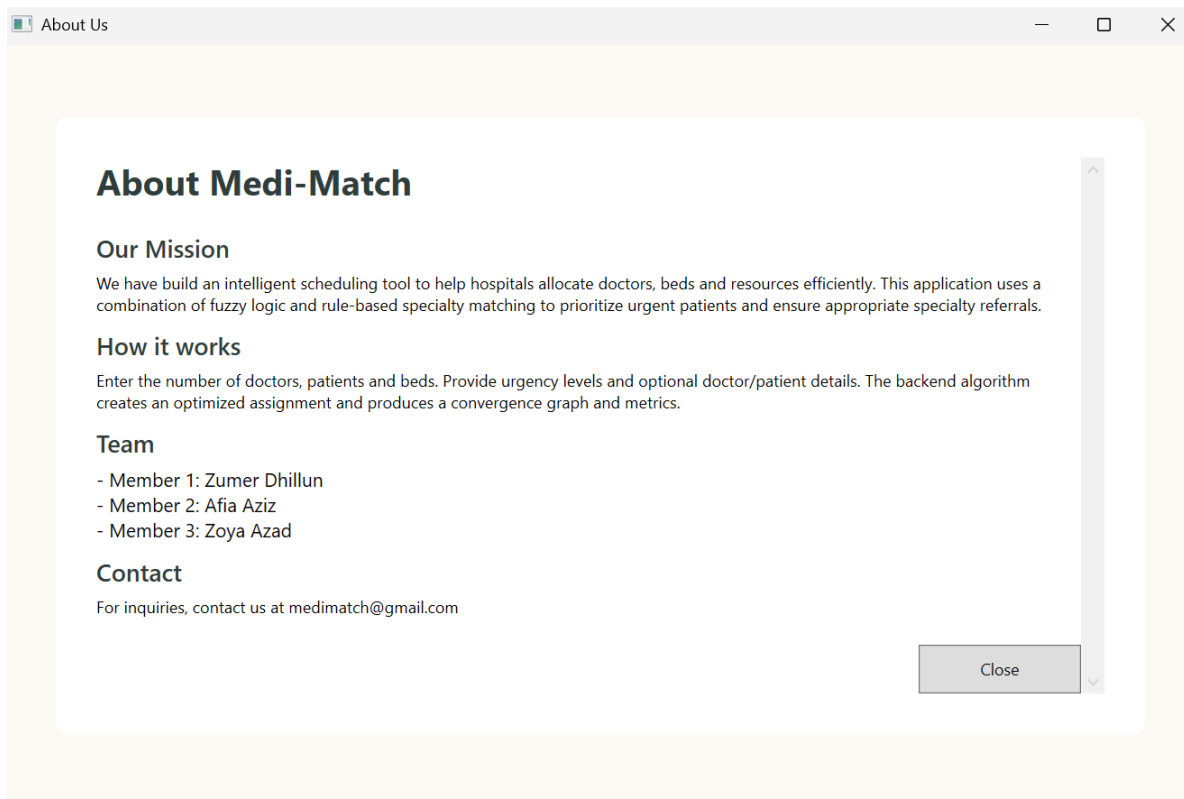 About Us
About Medi-Match
Our Mission
We have build an intelligent scheduling tool to help hospitals allocate doctors, beds and resources efficiently. This application uses a
combination of fuzzy logic and rule-based specialty matching to prioritize urgent patients and ensure appropriate specialty referrals.
How it works
Enter the number of doctors, patients and beds. Provide urgency levels and optional doctor/patient details. The backend algorithm
creates an optimized assignment and produces a convergence graph and metrics.
Team
- Member 1: Zumer Dhillun
- Member 2: Afia Aziz
- Member 3: Zoya Azad
Contact
For inquiries, contact us at medimatch@gmail.com
Close